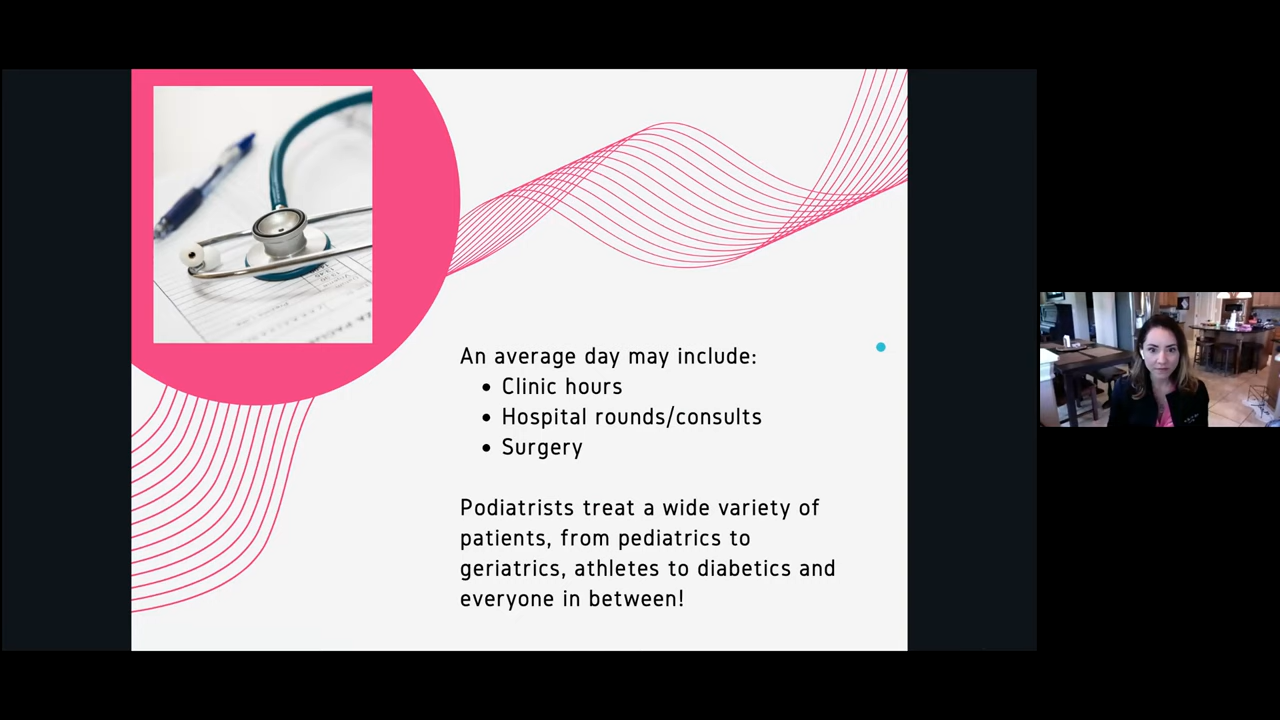 An average day may include:
• Clinic hours
• Hospital rounds/consults
• Surgery
Podiatrists treat a wide variety of
patients, from pediatrics to
geriatrics, athletes to diabetics and
everyone in between!